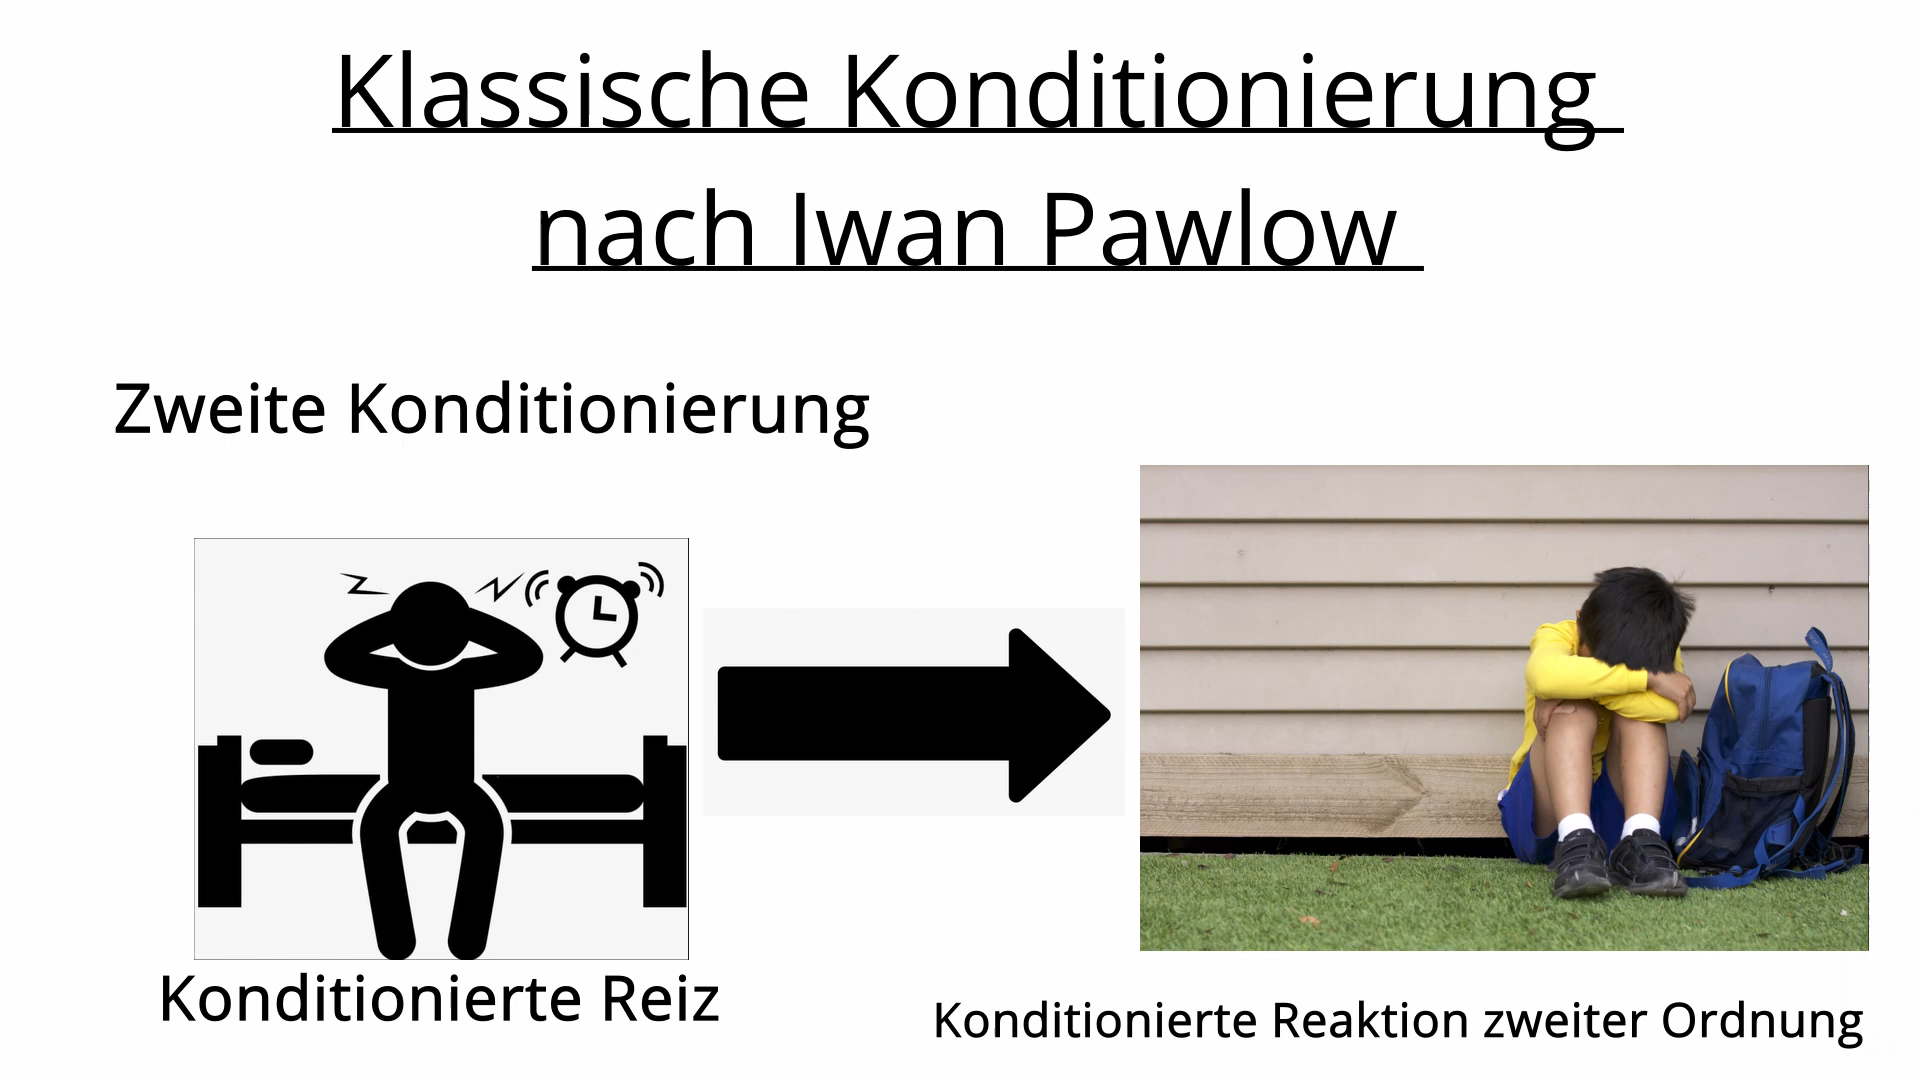 Klassische Konditionierung
nach Iwan Pawlow
Zweite Konditionierung
Konditionierte Reiz
Konditionierte Reaktion zweiter Ordnung